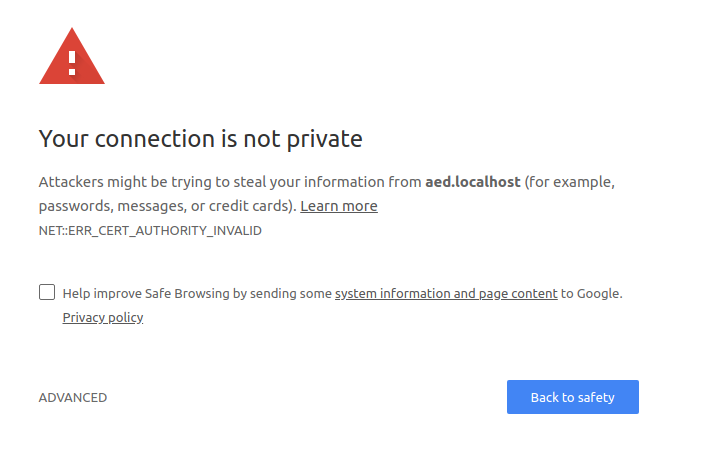 Your connection is not private
Attackers might be trying to steal your information from aed.localhost (for example,
passwords, messages, or credit cards). Learn more
NET::ERR_CERT_AUTHORITY_INVALID
Help improve Safe Browsing by sending some system information and page content to Google.
Privacy policy
ADVANCED
Back to safety